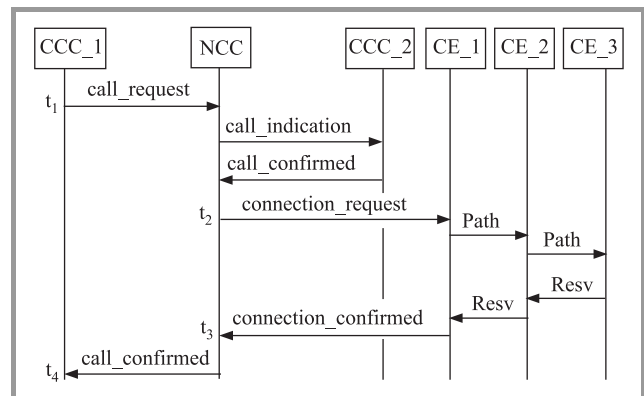 CCC_1 NCC CCC_2 CE_1 CE_2 CE_3
t1 call_request
call_indication
call_confirmed
t2 connection_request
Path
Path
Resv
Resv
t3 connection_confirmed
t4 call_confirmed